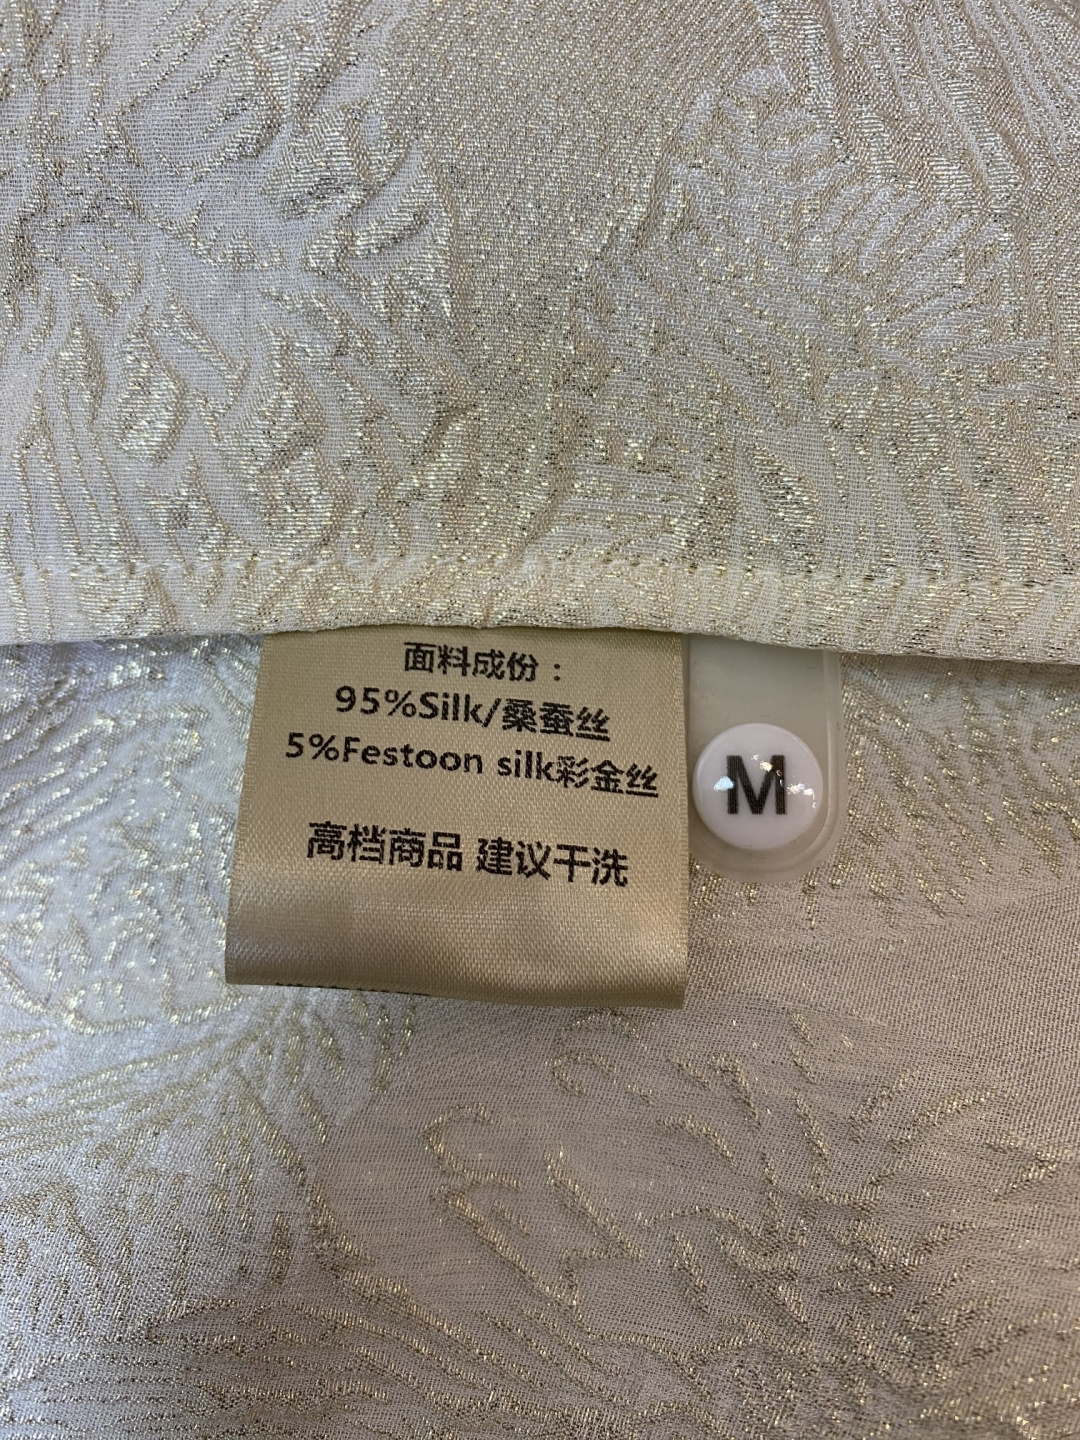 面料成份：
95%Silk/桑蚕丝
5%Festoon silk彩金丝
高档商品 建议干洗
M